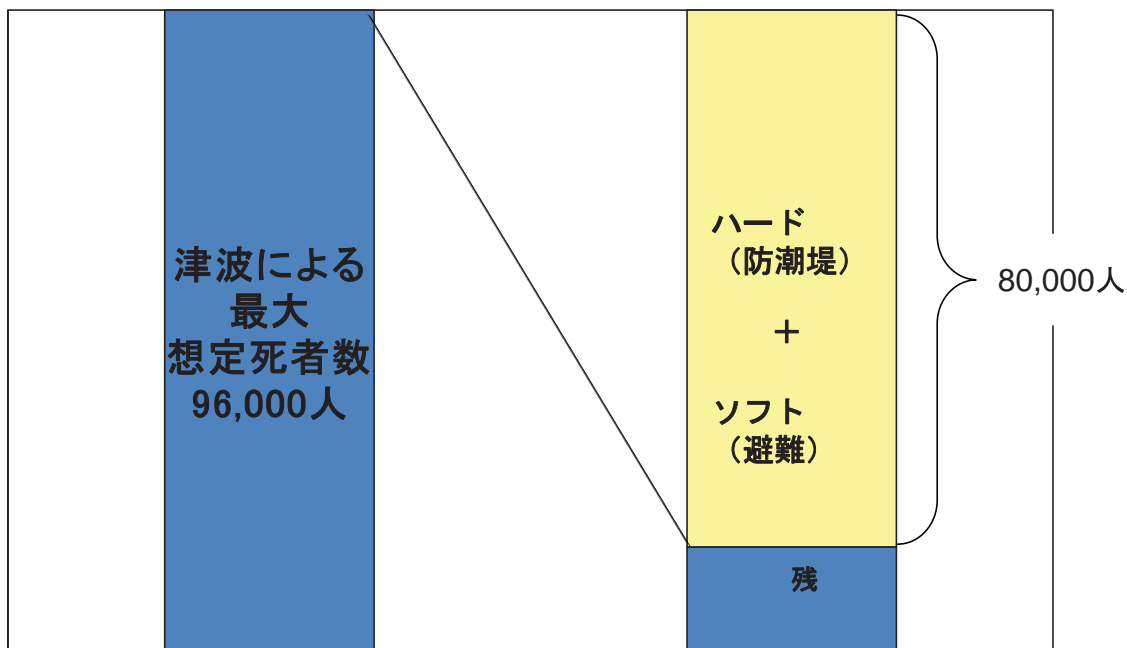 津波による
最大
想定死者数
96,000人
ハード
（防潮堤）
＋
ソフト
（避難）
残
80,000人